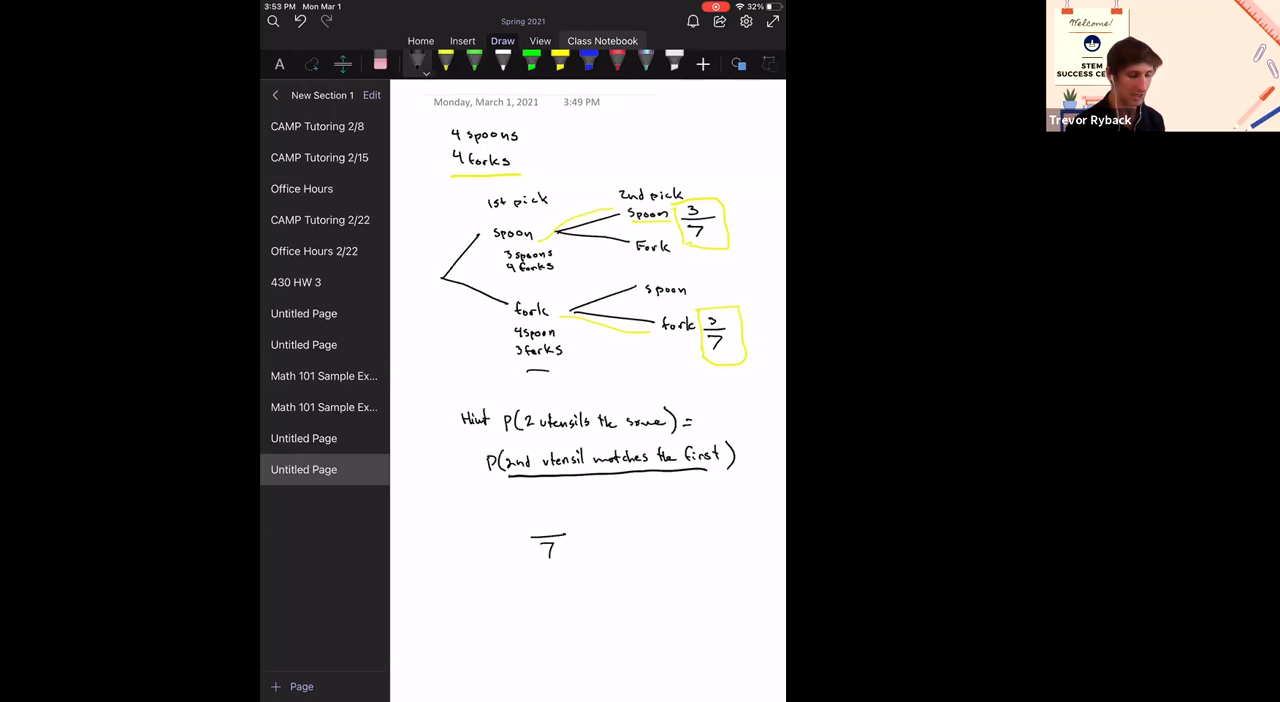 3:53 PM Mon Mar 1
32%
Spring 2021
Home Insert Draw View Class Notebook
New Section 1 Edit
CAMP Tutoring 2/8
CAMP Tutoring 2/15
Office Hours
CAMP Tutoring 2/22
Office Hours 2/22
430 HW 3
Untitled Page
Untitled Page
Math 101 Sample Ex...
Math 101 Sample Ex...
Untitled Page
Untitled Page
Page
Monday, March 1, 2021 3:49 PM
4 spoons
4 forks
1st pick
2nd pick
spoon
3 spoons
4 forks
spoon 3/7
Fork
fork
4 spoon
3 forks
spoon
fork 3/7
Hint P(2 utensils the same) =
P(2nd utensil matches the first)
7
Welcome!
STEM
SUCCESS CE
Trevor Ryback